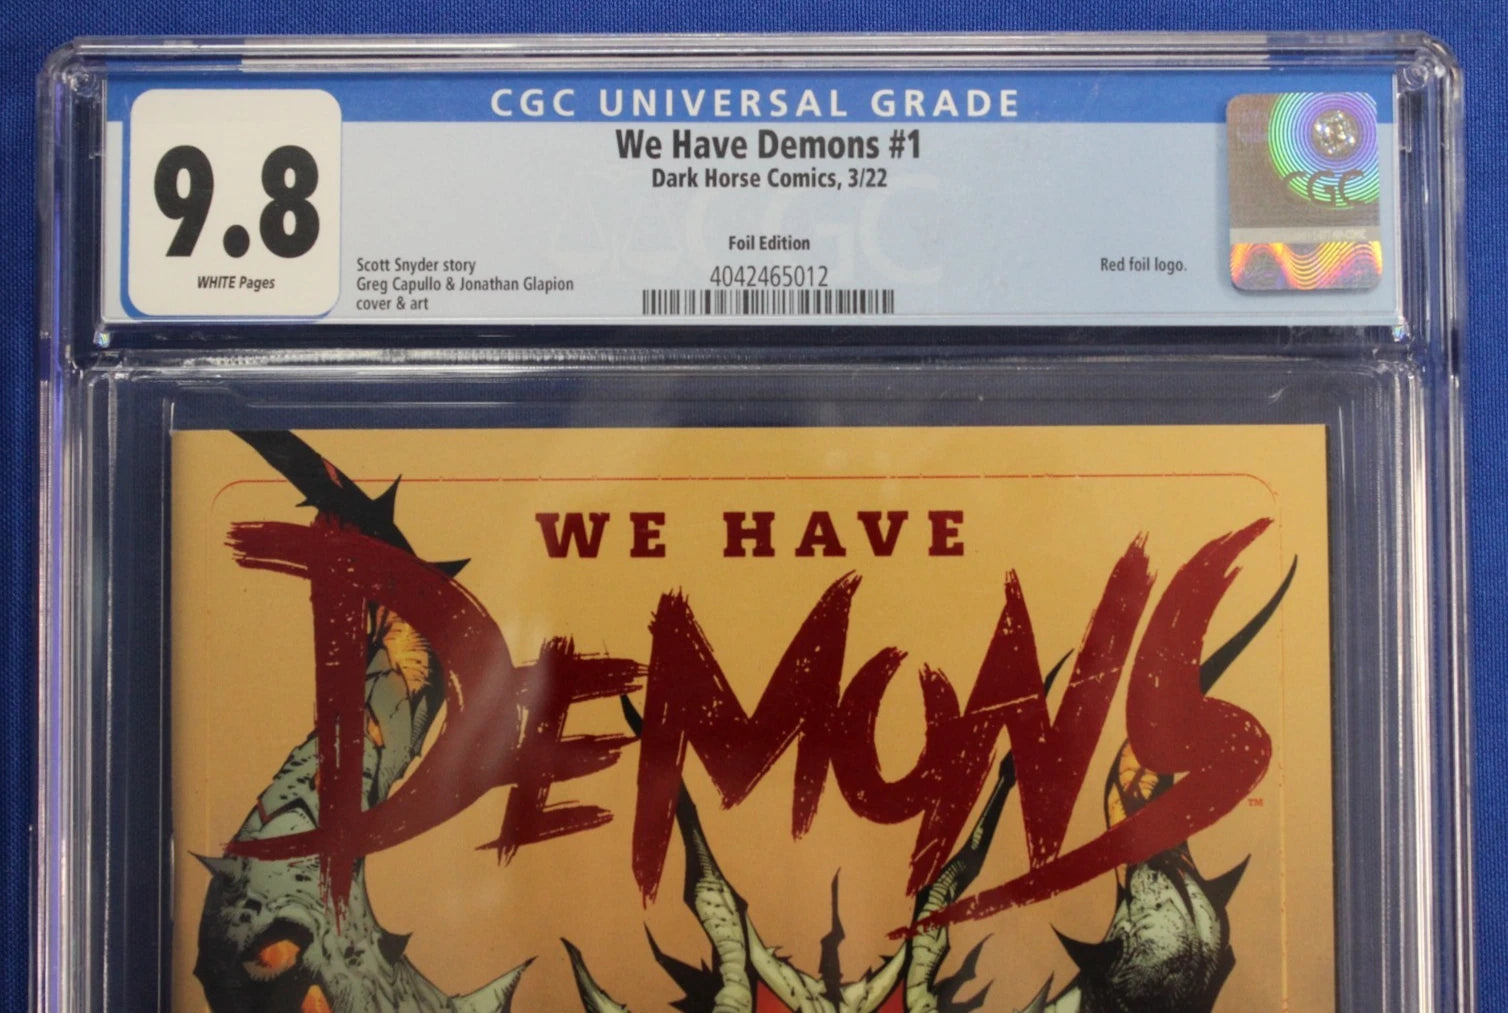 CGC UNIVERSAL GRADE
9.8
WHITE Pages
We Have Demons #1
Dark Horse Comics, 3/22
Foil Edition
4042465012
Scott Snyder story
Greg Capullo & Jonathan Glapion
cover & art
Red foil logo.
CGC
WE HAVE
DEMONS
TM